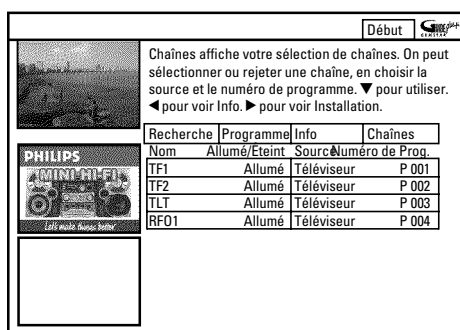 Début
GUIDE Plus+
GEMSTAR
Chaînes affiche votre sélection de chaînes. On peut
sélectionner ou rejeter une chaîne, en choisir la
source et le numéro de programme. ▼ pour utiliser.
◀ pour voir Info. ▶ pour voir Installation.
Recherche Programme Info Chaînes
Nom Allumé/Éteint Source Numéro de Prog.
TF1 Allumé Téléviseur P 001
TF2 Allumé Téléviseur P 002
TLT Allumé Téléviseur P 003
RFO1 Allumé Téléviseur P 004
PHILIPS
MINI HI-FI
Let's make things better